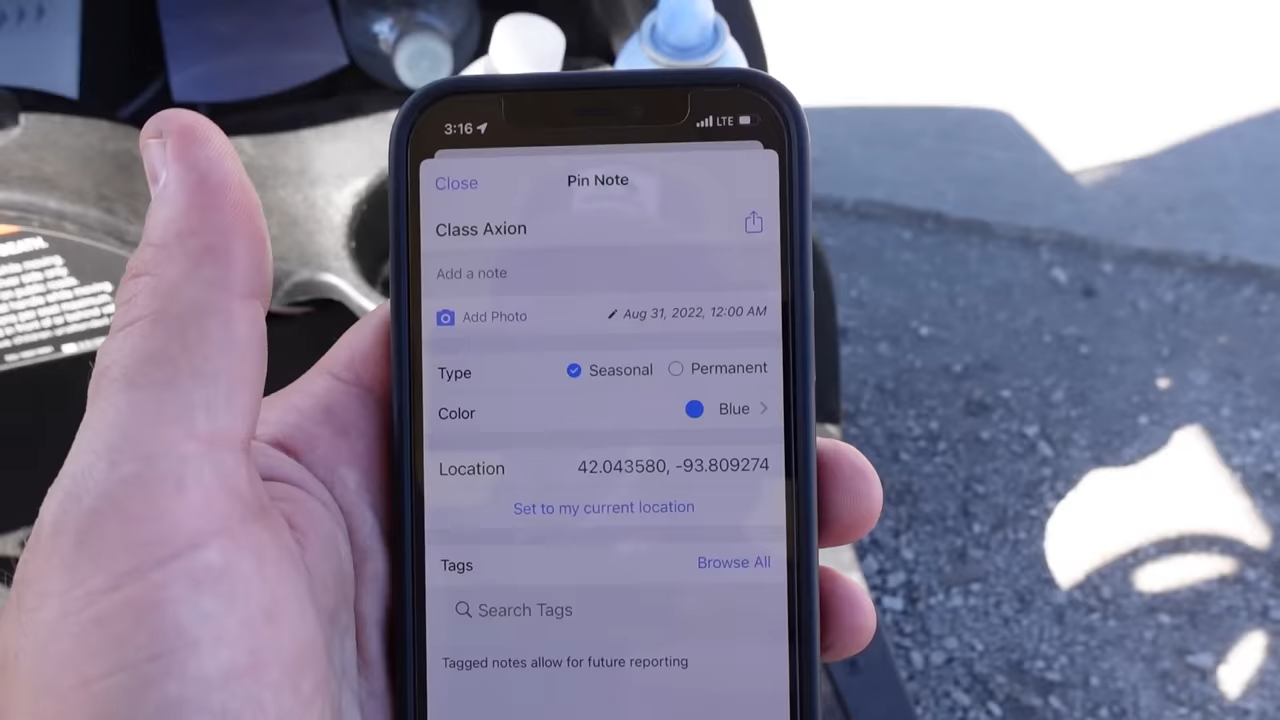 3:16
LTE
Close
Pin Note
Class Axion
Add a note
Add Photo
Aug 31, 2022, 12:00 AM
Type
Seasonal
Permanent
Color
Blue
Location
42.043580, -93.809274
Set to my current location
Tags
Browse All
Search Tags
Tagged notes allow for future reporting